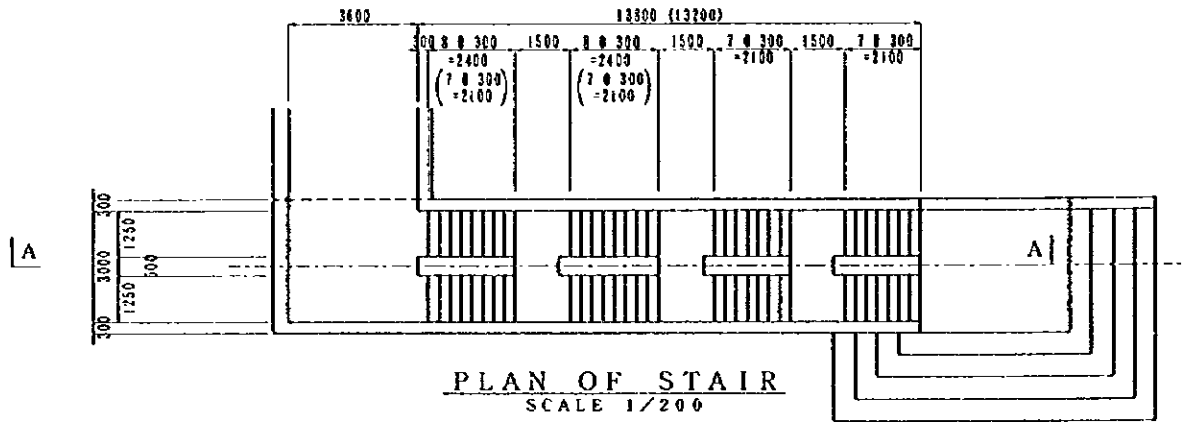 3600 13800 (13200)
300 8 @ 300 1500 8 @ 300 1500 7 @ 300 1500 7 @ 300
=2400 =2400 =2100 =2100
(7 @ 300 (7 @ 300
=2100) =2100)
300
1250
3000
500
1250
300
A
A
PLAN OF STAIR
SCALE 1/200